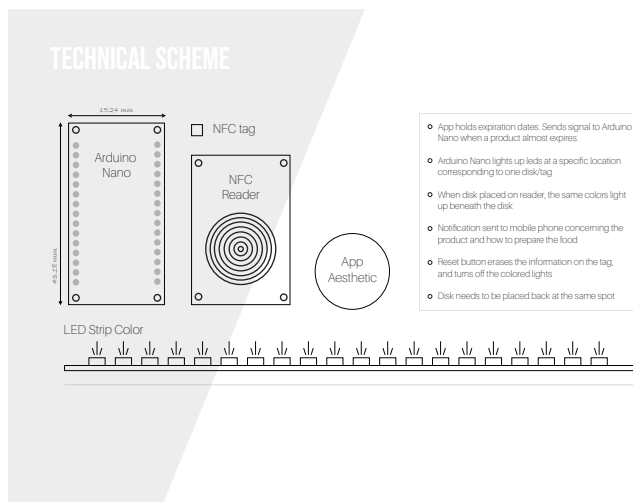 TECHNICAL SCHEME
15.24 mm
43.18 mm
Arduino
Nano
NFC tag
NFC
Reader
App
Aesthetic
App holds expiration dates. Sends signal to Arduino
Nano when a product almost expires.
Arduino Nano lights up leds at a specific location
corresponding to one disk/tag
When disk placed on reader, the same colors light
up beneath the disk
Notification sent to mobile phone concerning the
product and how to prepare the food
Reset button erases the information on the tag,
and turns off the colored lights
Disk needs to be placed back at the same spot
LED Strip Color